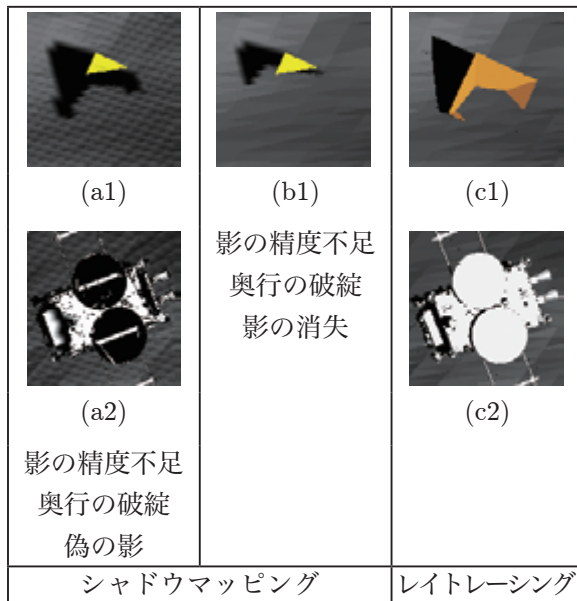 (a1)
(b1)
(c1)
影の精度不足
奥行の破綻
影の消失
(a2)
(c2)
影の精度不足
奥行の破綻
偽の影
シャドウマッピング
レイトレーシング